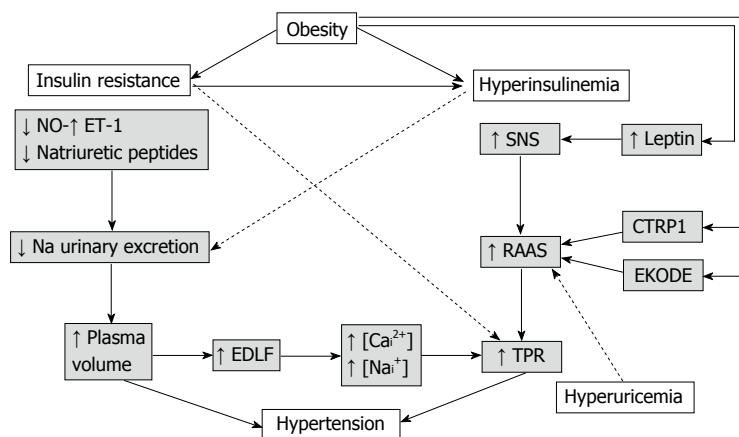 Obesity
Insulin resistance
Hyperinsulinemia
↓ NO-↑ ET-1
↓ Natriuretic peptides
↑ SNS
↑ Leptin
↓ Na urinary excretion
CTRP1
↑ RAAS
EKODE
↑ Plasma
volume
↑ EDLF
↑ [Caᵢ²⁺]
↑ [Naᵢ⁺]
↑ TPR
Hyperuricemia
Hypertension